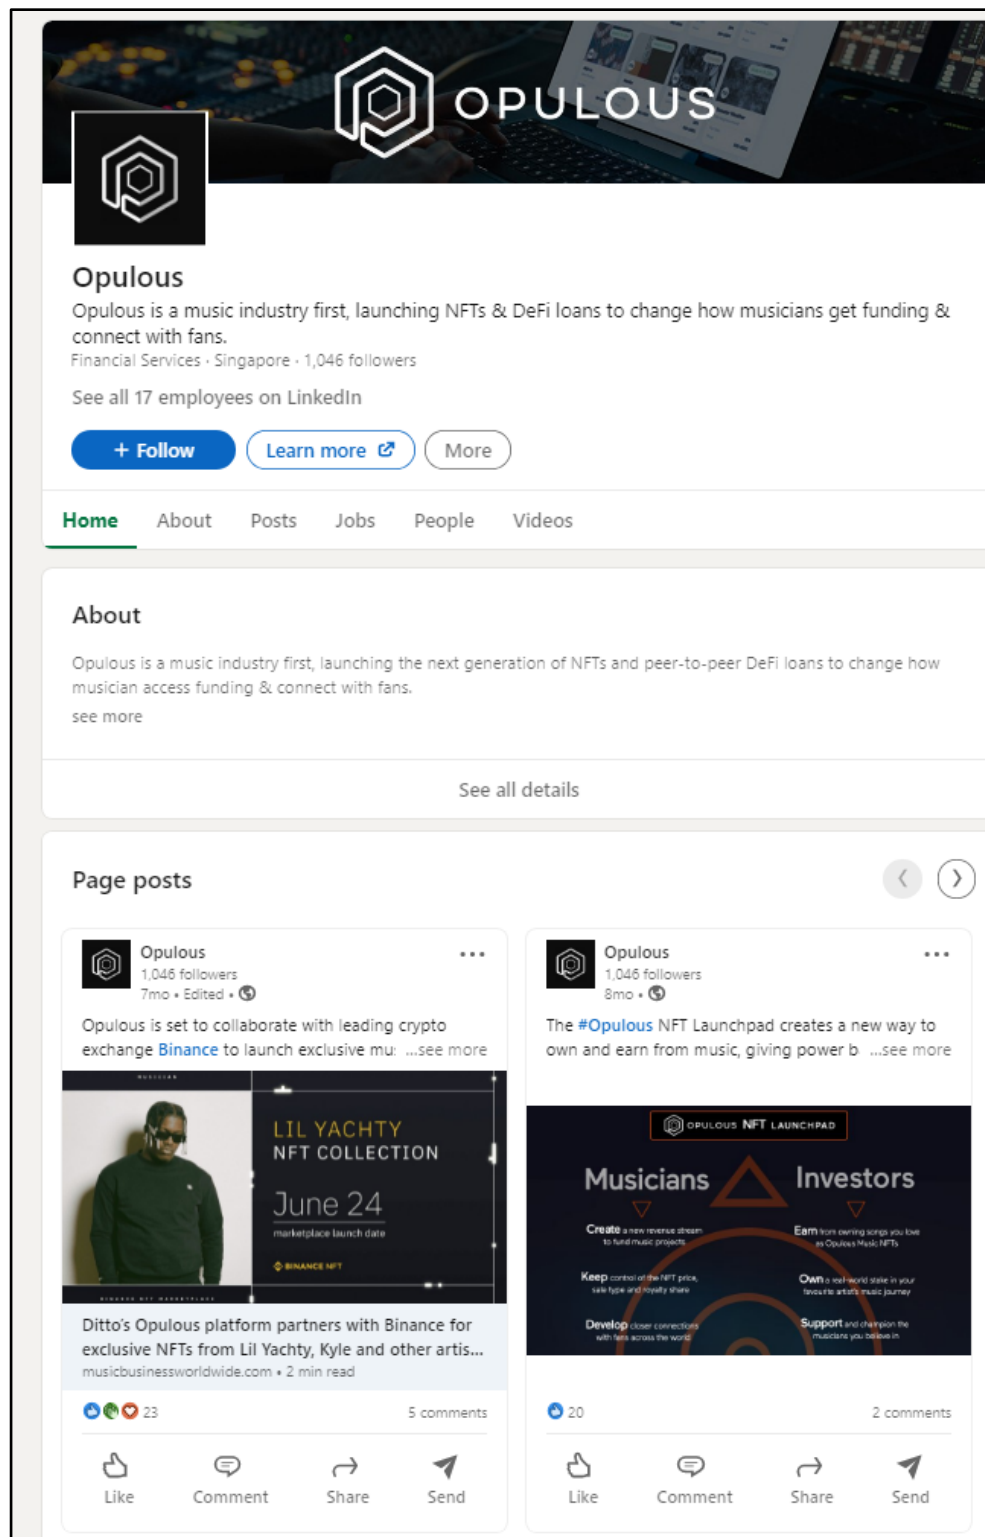 OPULOUS
Opulous
Opulous is a music industry first, launching NFTs & DeFi loans to change how musicians get funding &
connect with fans.
Financial Services · Singapore · 1,046 followers
See all 17 employees on LinkedIn
+ Follow
Learn more
More
Home About Posts Jobs People Videos
About
Opulous is a music industry first, launching the next generation of NFTs and peer-to-peer DeFi loans to change how
musician access funding & connect with fans.
see more
See all details
Page posts
Opulous
1,046 followers
7mo • Edited •
Opulous is set to collaborate with leading crypto
exchange Binance to launch exclusive mu: ...see more
MUSICIAN
LIL YACHTY
NFT COLLECTION
June 24
marketplace launch date
BINANCE NFT
BINANCE NFT MARKETPLACE
Ditto's Opulous platform partners with Binance for
exclusive NFTs from Lil Yachty, Kyle and other artis...
musicbusinessworldwide.com • 2 min read
23
5 comments
Like Comment Share Send
Opulous
1,046 followers
8mo •
The #Opulous NFT Launchpad creates a new way to
own and earn from music, giving power b ...see more
OPULOUS NFT LAUNCHPAD
Musicians
Create a new revenue stream
to fund music projects
Keep control of the NFT price,
sale type and royalty share
Develop closer connections
with fans across the world
Investors
Earn from owning songs you love
as Opulous Music NFTs
Own a real-world stake in your
favourite artist's music journey
Support and champion the
musicians you believe in
20
2 comments
Like Comment Share Send